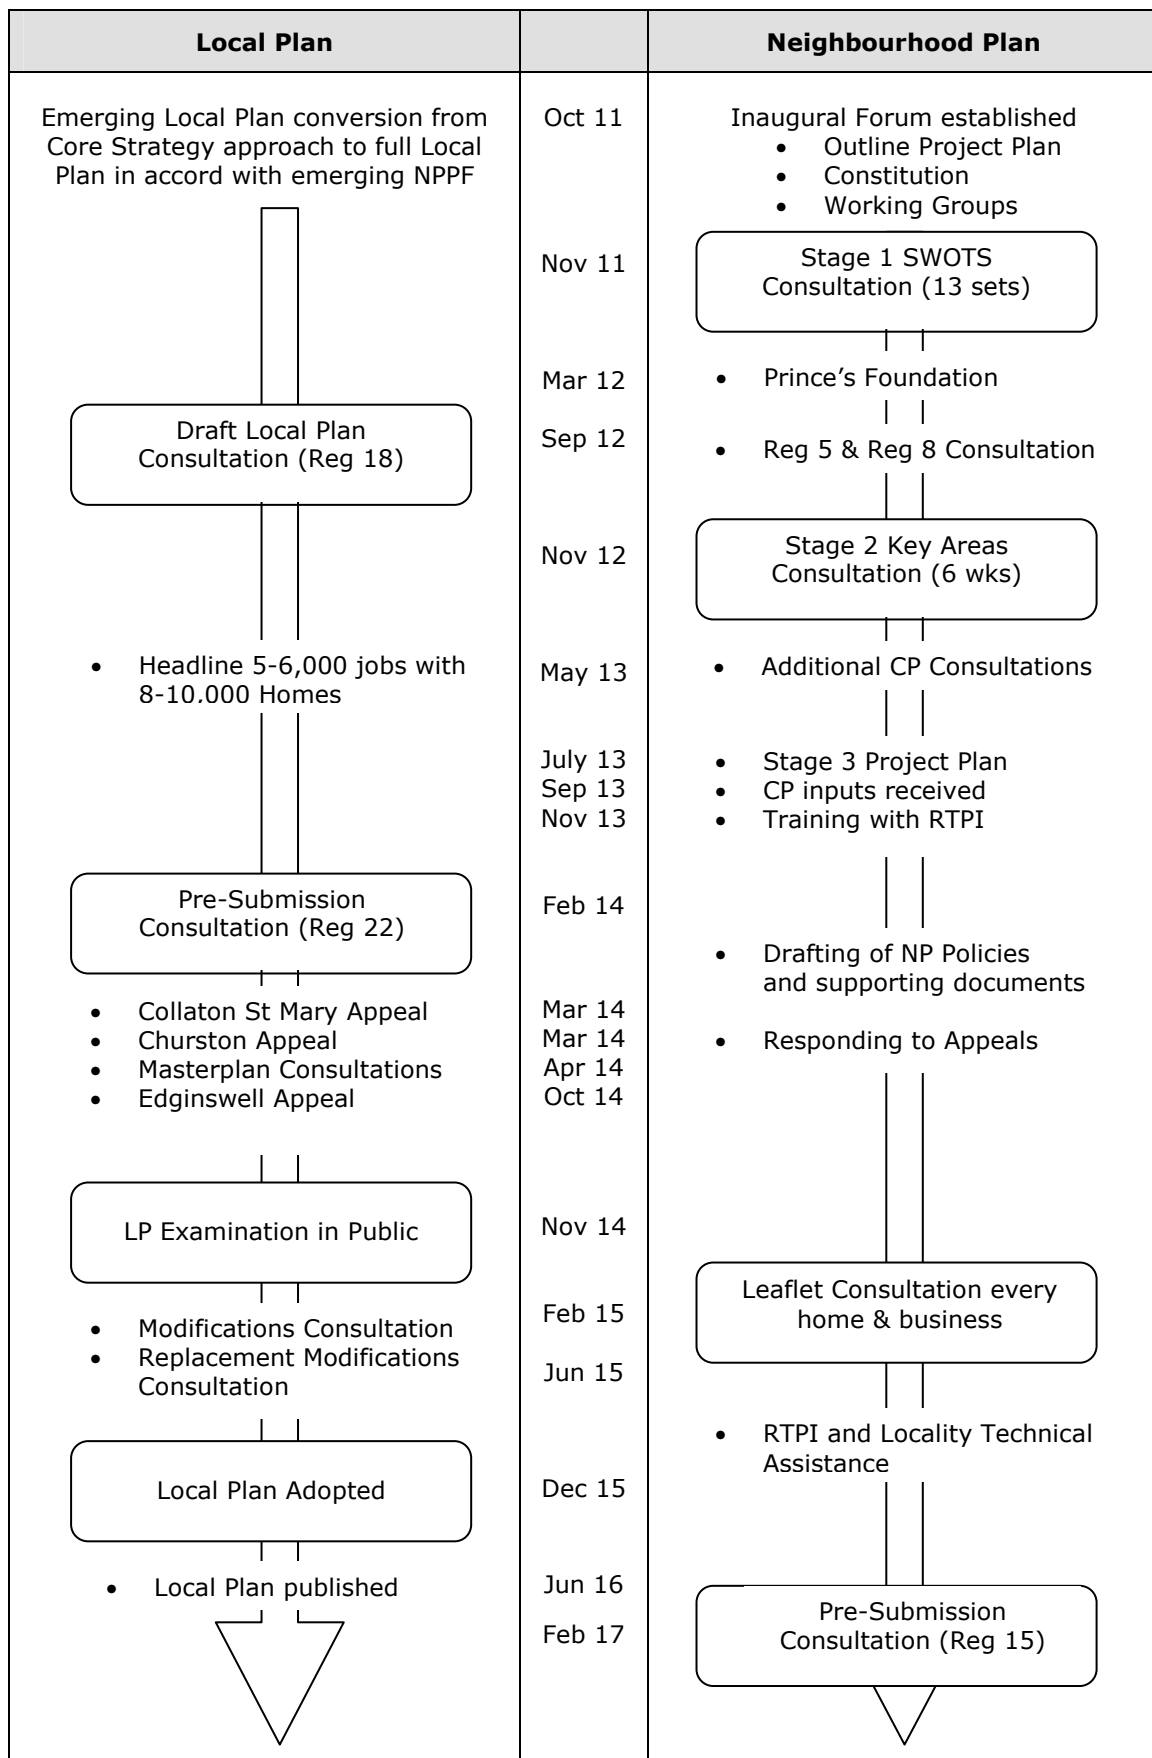 Local Plan
Neighbourhood Plan
Emerging Local Plan conversion from
Core Strategy approach to full Local
Plan in accord with emerging NPPF
Oct 11
Inaugural Forum established
• Outline Project Plan
• Constitution
• Working Groups
Nov 11
Stage 1 SWOTS
Consultation (13 sets)
Mar 12
• Prince’s Foundation
Draft Local Plan
Consultation (Reg 18)
Sep 12
• Reg 5 & Reg 8 Consultation
Nov 12
Stage 2 Key Areas
Consultation (6 wks)
• Headline 5-6,000 jobs with
8-10,000 Homes
May 13
• Additional CP Consultations
July 13
Sep 13
Nov 13
• Stage 3 Project Plan
• CP inputs received
• Training with RTPI
Pre-Submission
Consultation (Reg 22)
Feb 14
• Drafting of NP Policies
and supporting documents
• Collaton St Mary Appeal
• Churston Appeal
• Masterplan Consultations
• Edginswell Appeal
Mar 14
Mar 14
Apr 14
Oct 14
• Responding to Appeals
LP Examination in Public
Nov 14
Leaflet Consultation every
home & business
Feb 15
• Modifications Consultation
• Replacement Modifications
Consultation
Jun 15
• RTPI and Locality Technical
Assistance
Local Plan Adopted
Dec 15
• Local Plan published
Jun 16
Feb 17
Pre-Submission
Consultation (Reg 15)